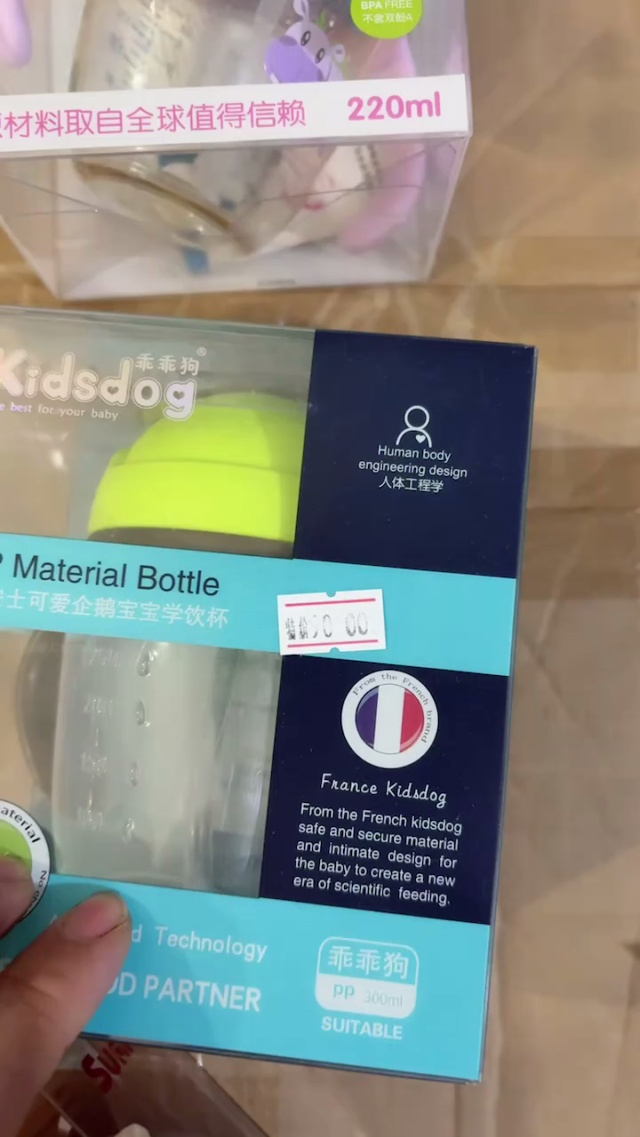 BPA FREE
不含双酚A
材料取自全球值得信赖 220ml
Kidsdog
乖乖狗®
best for your baby
Human body
engineering design
人体工程学
Material Bottle
士可爱企鹅宝宝学饮杯
90 00
From the French brand
France Kidsdog
From the French kidsdog
safe and secure material
and intimate design for
the baby to create a new
era of scientific feeding.
aterial
Technology
PARTNER
乖乖狗
PP 300ml
SUITABLE